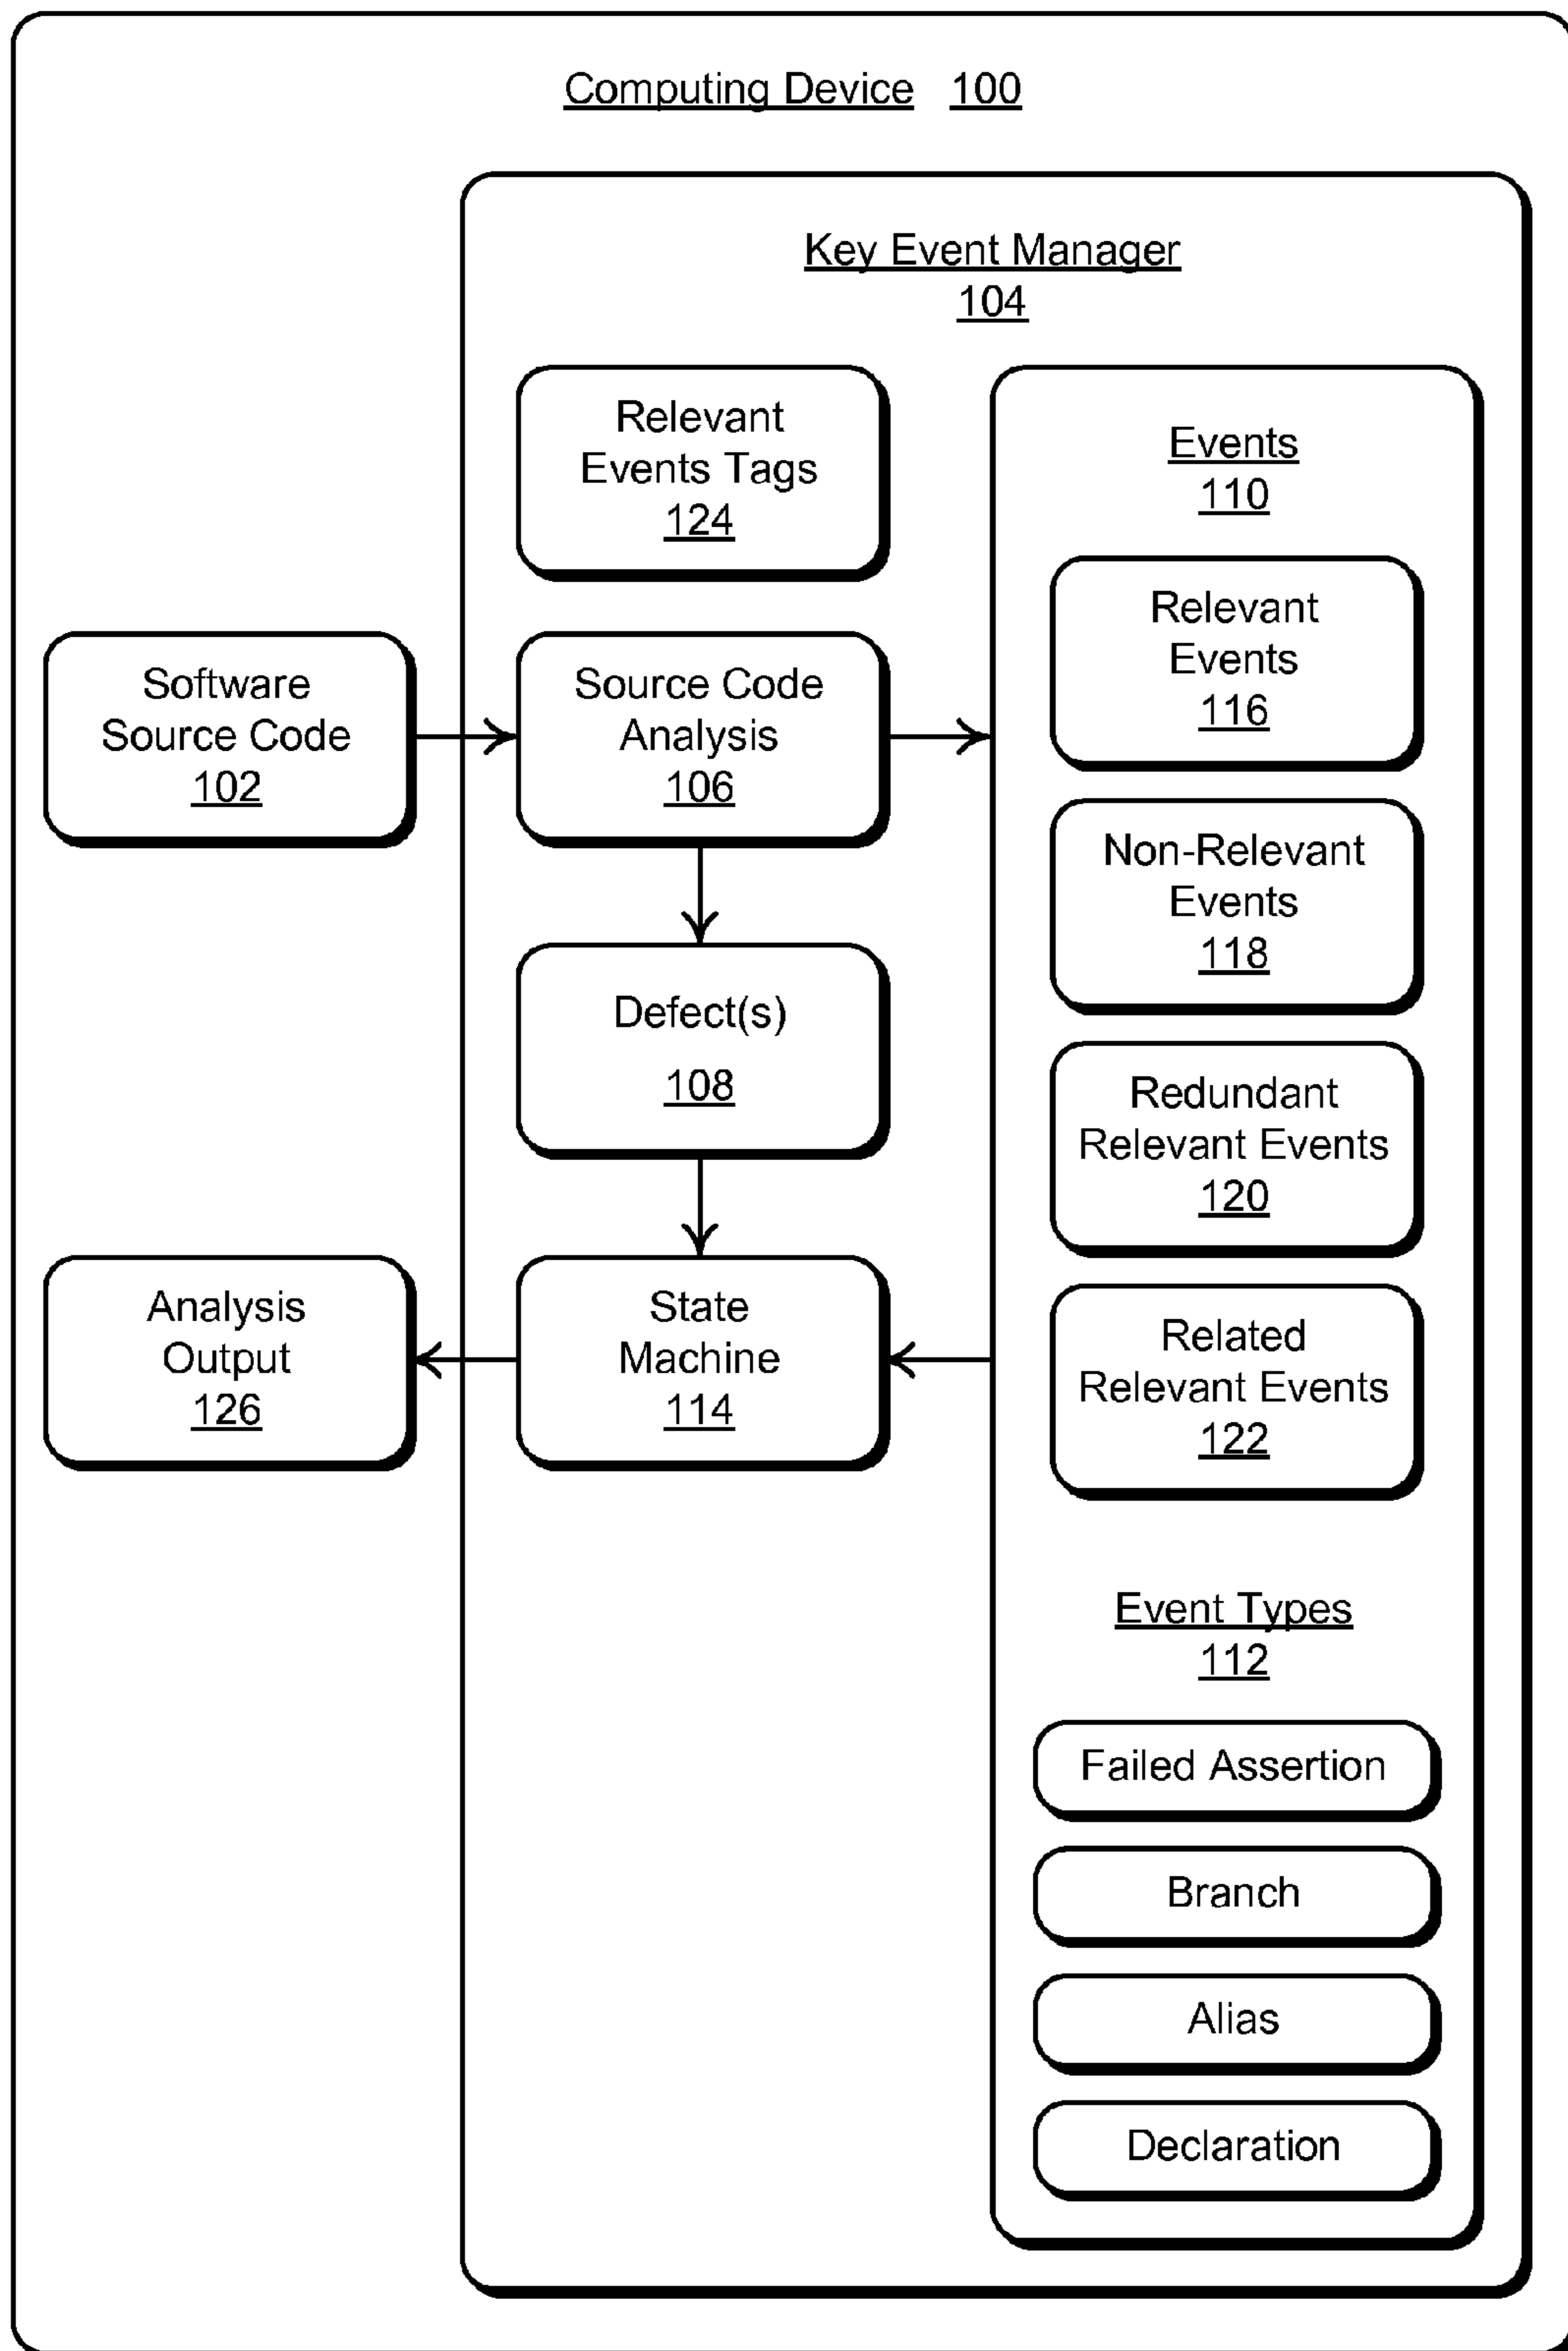 Computing Device 100
Key Event Manager
104
Relevant
Events Tags
124
Software
Source Code
102
Source Code
Analysis
106
Defect(s)
108
State
Machine
114
Analysis
Output
126
Events
110
Relevant
Events
116
Non-Relevant
Events
118
Redundant
Relevant Events
120
Related
Relevant Events
122
Event Types
112
Failed Assertion
Branch
Alias
Declaration